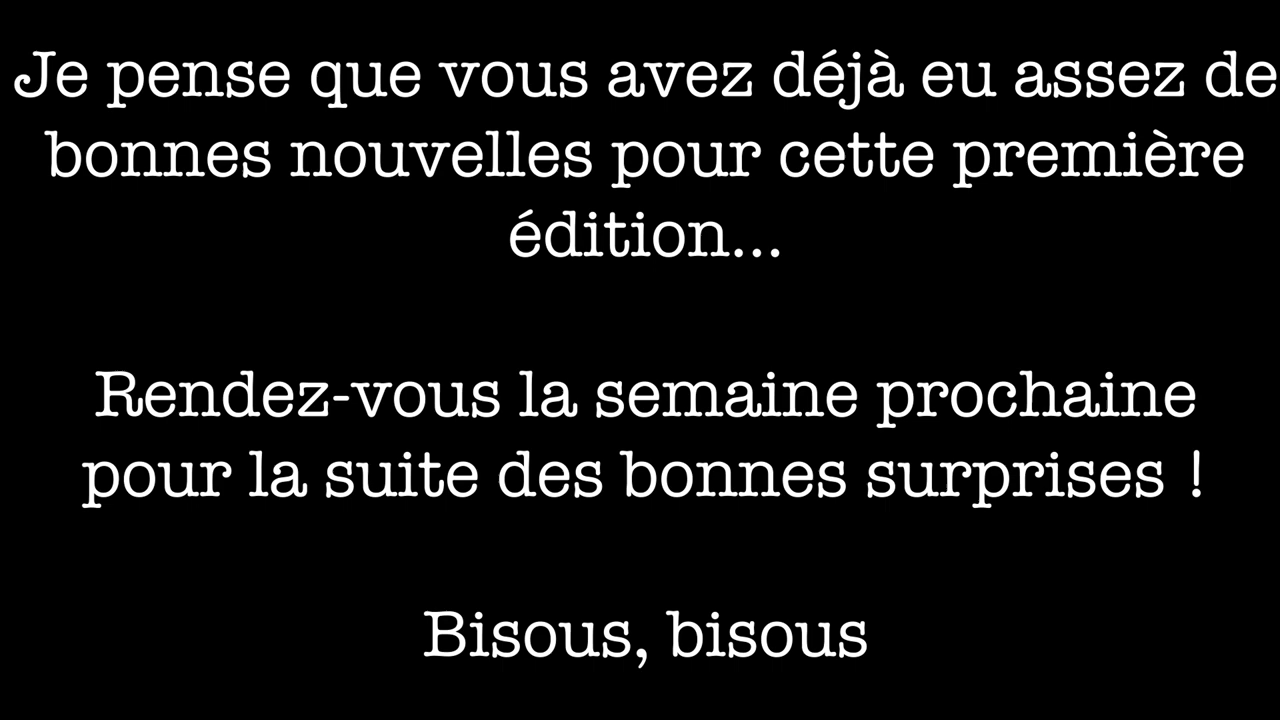 Je pense que vous avez déjà eu assez de
bonnes nouvelles pour cette première
édition...
Rendez-vous la semaine prochaine
pour la suite des bonnes surprises !
Bisous, bisous